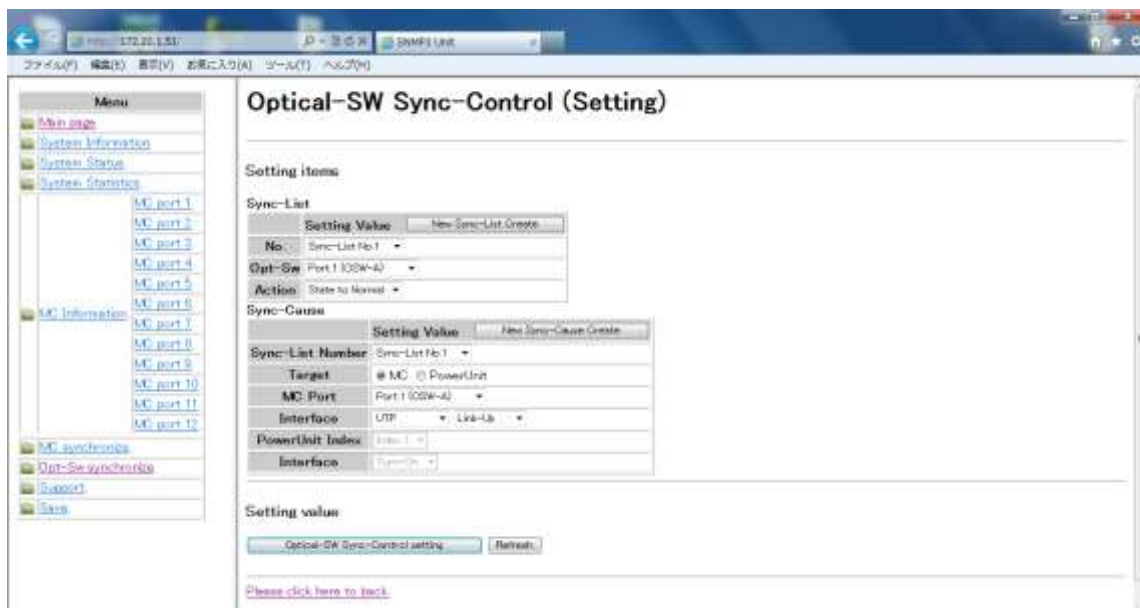 172.20.1.51/
SNMP1 Unit
ファイル(F) 編集(E) 表示(V) お気に入り(A) ツール(T) ヘルプ(H)
Menu
Main page
System Information
System Status
System Statistics
MC Information
MC port 1
MC port 2
MC port 3
MC port 4
MC port 5
MC port 6
MC port 7
MC port 8
MC port 9
MC port 10
MC port 11
MC port 12
MC synchronize
Opt-Sw synchronize
Support
Save
Optical-SW Sync-Control (Setting)
Setting items
Sync-List
Setting Value New Sync-List Create
No. Sync-List No.1
Opt-Sw Port.1 (OSW-A)
Action State to Normal
Sync-Cause
Setting Value New Sync-Cause Create
Sync-List Number Sync-List No.1
Target MC PowerUnit
MC Port Port.1 (OSW-A)
Interface UTP Link-Up
PowerUnit Index Index 1
Interface Turn-On
Setting value
Optical-SW Sync-Control setting Refresh
Please click here to back.